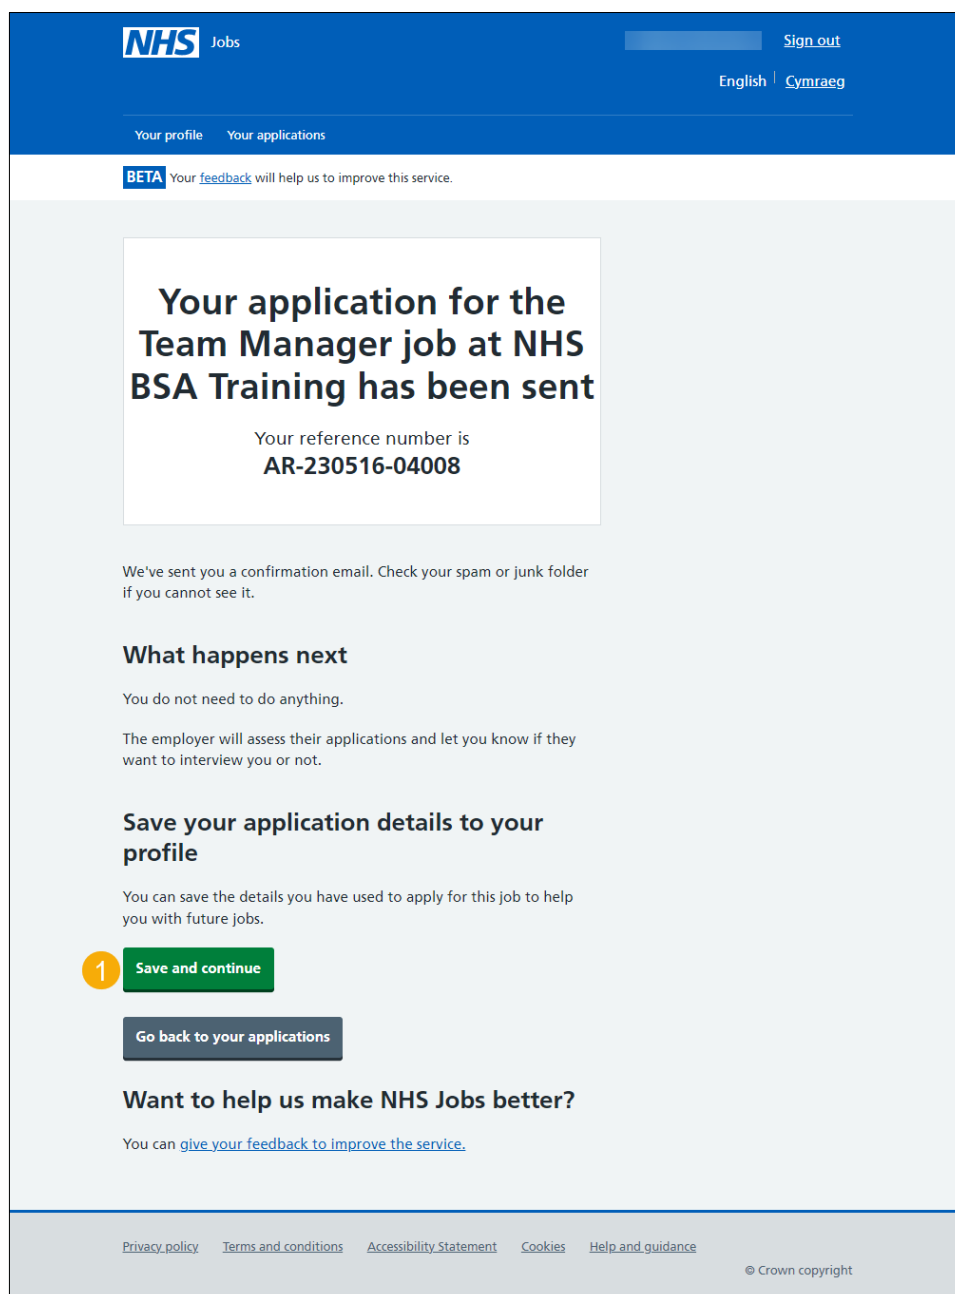 NHS Jobs
Sign out
English Cymraeg
Your profile Your applications
BETA Your feedback will help us to improve this service.
Your application for the
Team Manager job at NHS
BSA Training has been sent
Your reference number is
AR-230516-04008
We've sent you a confirmation email. Check your spam or junk folder
if you cannot see it.
What happens next
You do not need to do anything.
The employer will assess their applications and let you know if they
want to interview you or not.
Save your application details to your
profile
You can save the details you have used to apply for this job to help
you with future jobs.
1 Save and continue
Go back to your applications
Want to help us make NHS Jobs better?
You can give your feedback to improve the service.
Privacy policy Terms and conditions Accessibility Statement Cookies Help and guidance
© Crown copyright